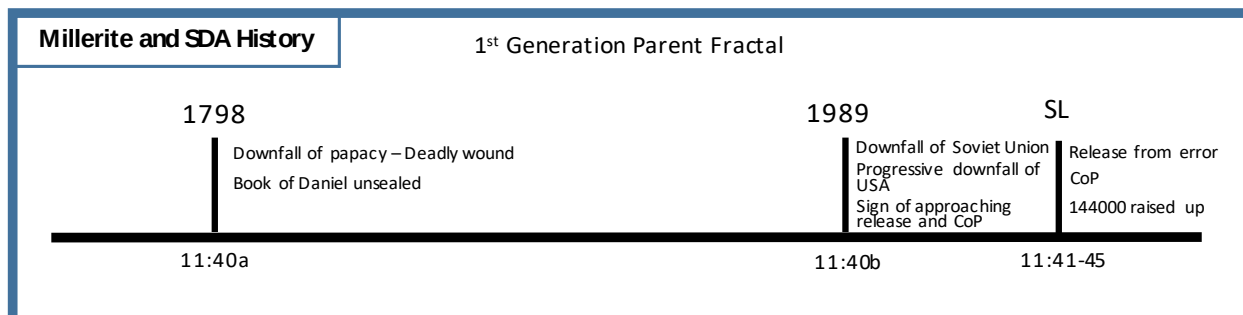 Millerite and SDA History
1st Generation Parent Fractal
1798
Downfall of papacy – Deadly wound
Book of Daniel unsealed
11:40a
1989
Downfall of Soviet Union
Progressive downfall of
USA
Sign of approaching
release and CoP
11:40b
SL
Release from error
CoP
144000 raised up
11:41-45